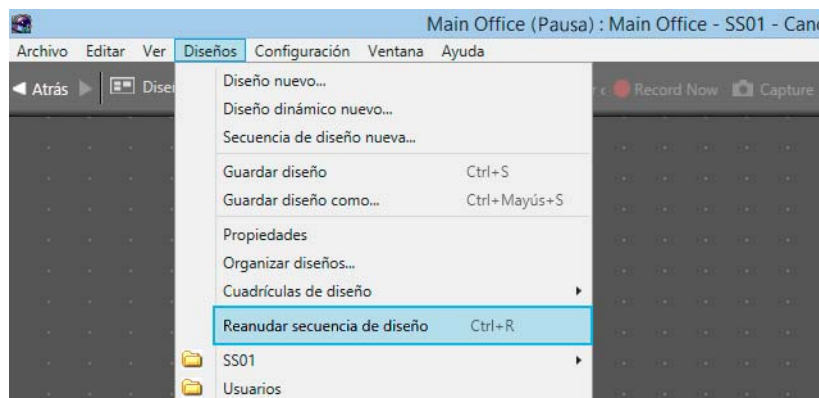 Main Office (Pausa) : Main Office - SS01 - Cano
Archivo Editar Ver Diseños Configuración Ventana Ayuda
Atrás Record Now Capture
Diseño nuevo...
Diseño dinámico nuevo...
Secuencia de diseño nueva...
Guardar diseño Ctrl+S
Guardar diseño como... Ctrl+Mayús+S
Propiedades
Organizar diseños...
Cuadrículas de diseño
Reanudar secuencia de diseño Ctrl+R
SS01
Usuarios